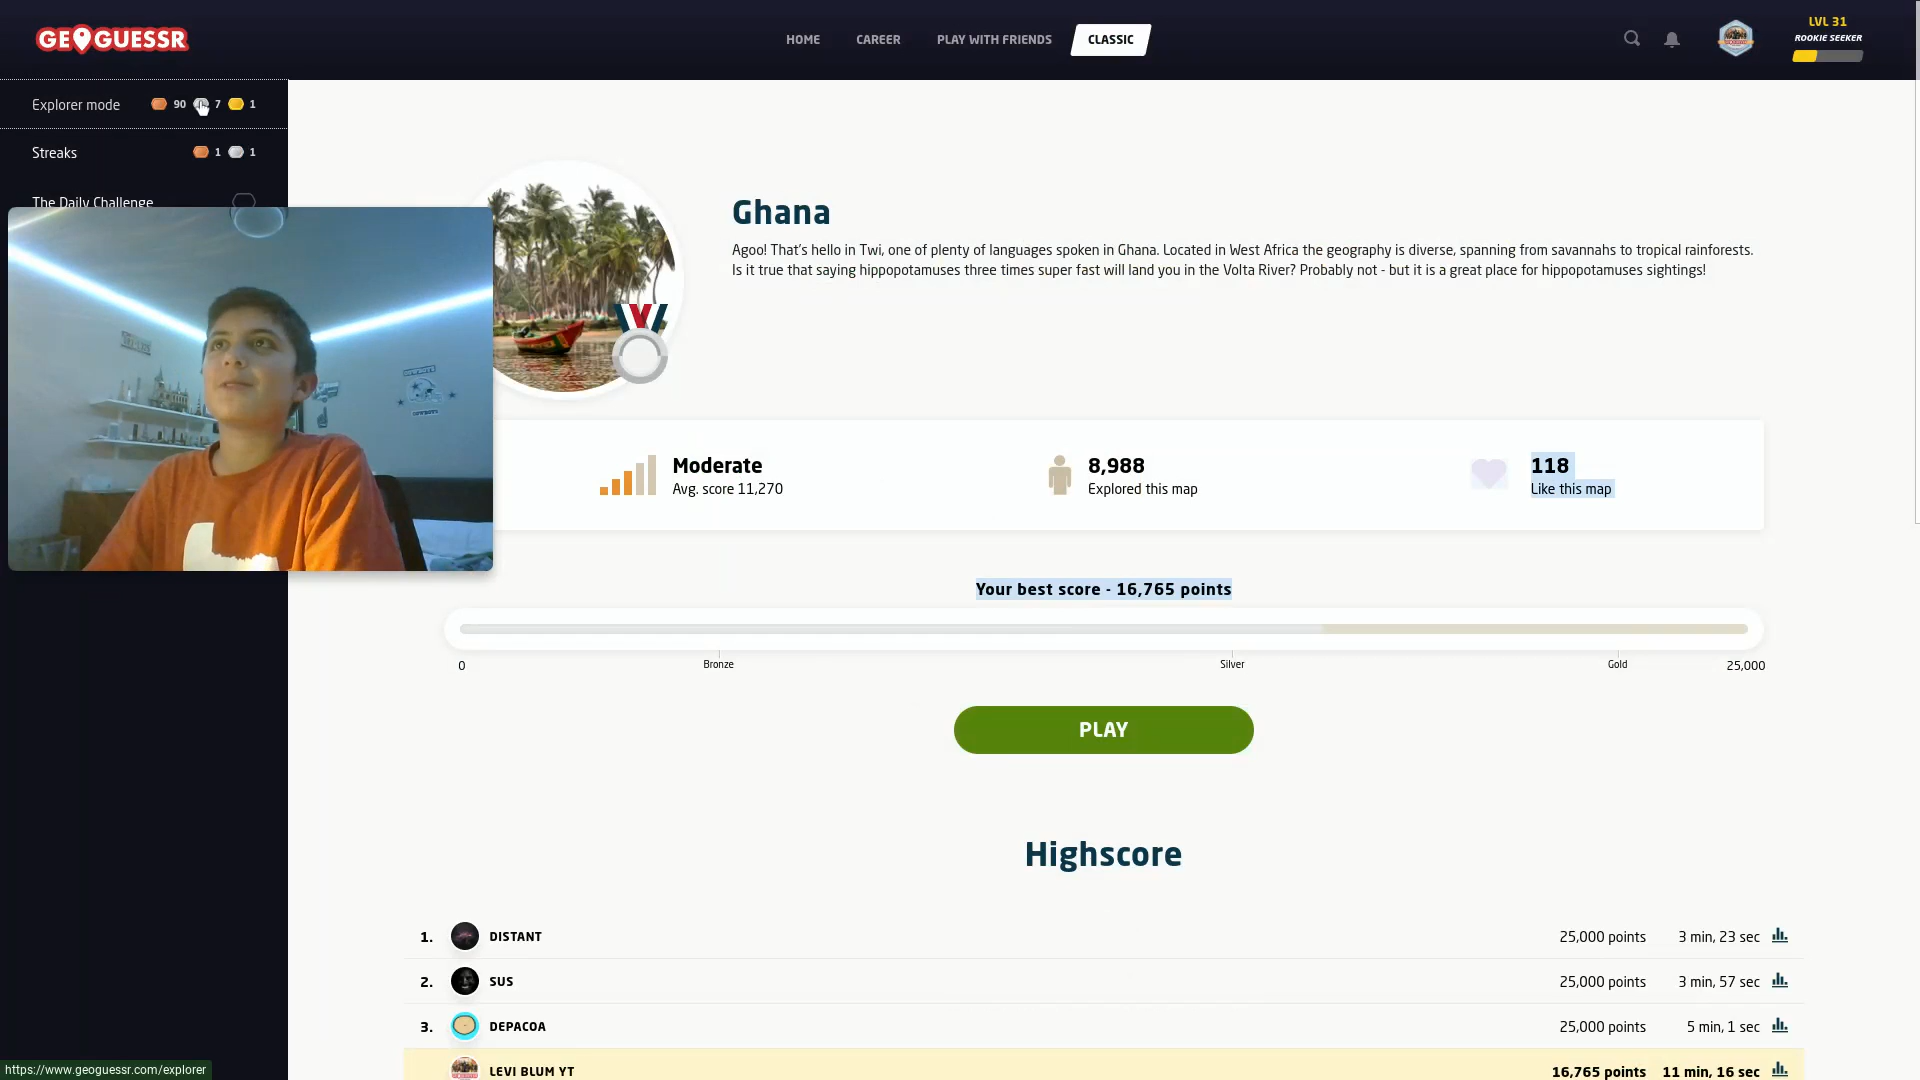 GEOGUESSR
HOME
CAREER
PLAY WITH FRIENDS
CLASSIC
LVL 31
ROOKIE SEEKER
Explorer mode
90
7
1
Streaks
1
1
The Daily Challenge
COWBOYS
COWBOYS
Ghana
Agoo! That's hello in Twi, one of plenty of languages spoken in Ghana. Located in West Africa the geography is diverse, spanning from savannahs to tropical rainforests.
Is it true that saying hippopotamuses three times super fast will land you in the Volta River? Probably not - but it is a great place for hippopotamuses sightings!
Moderate
Avg. score 11,270
8,988
Explored this map
118
Like this map
Your best score - 16,765 points
0
Bronze
Silver
Gold
25,000
PLAY
Highscore
1. DISTANT 25,000 points 3 min, 23 sec
2. SUS 25,000 points 3 min, 57 sec
3. DEPACOA 25,000 points 5 min, 1 sec
LEVI BLUM YT 16,765 points 11 min, 16 sec
https://www.geoguessr.com/explorer